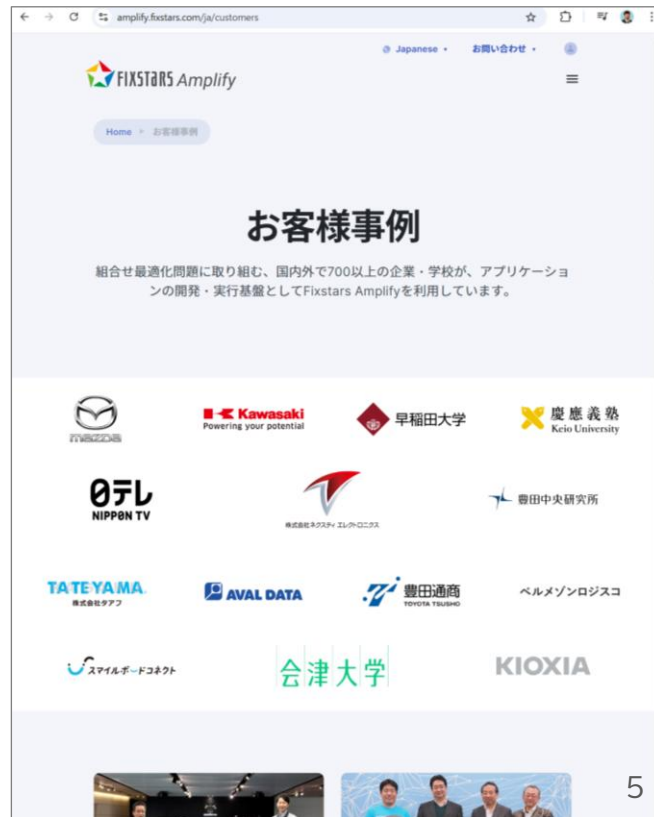 amplify.fixstars.com/ja/customers
Japanese
お問い合わせ
FIXSTARS Amplify
Home
お客様事例
お客様事例
組合せ最適化問題に取り組む、国内外で700以上の企業・学校が、アプリケーショ
ンの開発・実行基盤としてFixstars Amplifyを利用しています。
mazda
Kawasaki
Powering your potential
早稲田大学
慶應義塾
Keio University
日テレ
NIPPON TV
株式会社ネクスティ エレクトロニクス
豊田中央研究所
TATEYAMA
株式会社タアフ
AVAL DATA
豊田通商
TOYOTA TSUSHO
ベルメゾンロジスコ
スマイルボードコネクト
会津大学
KIOXIA
5